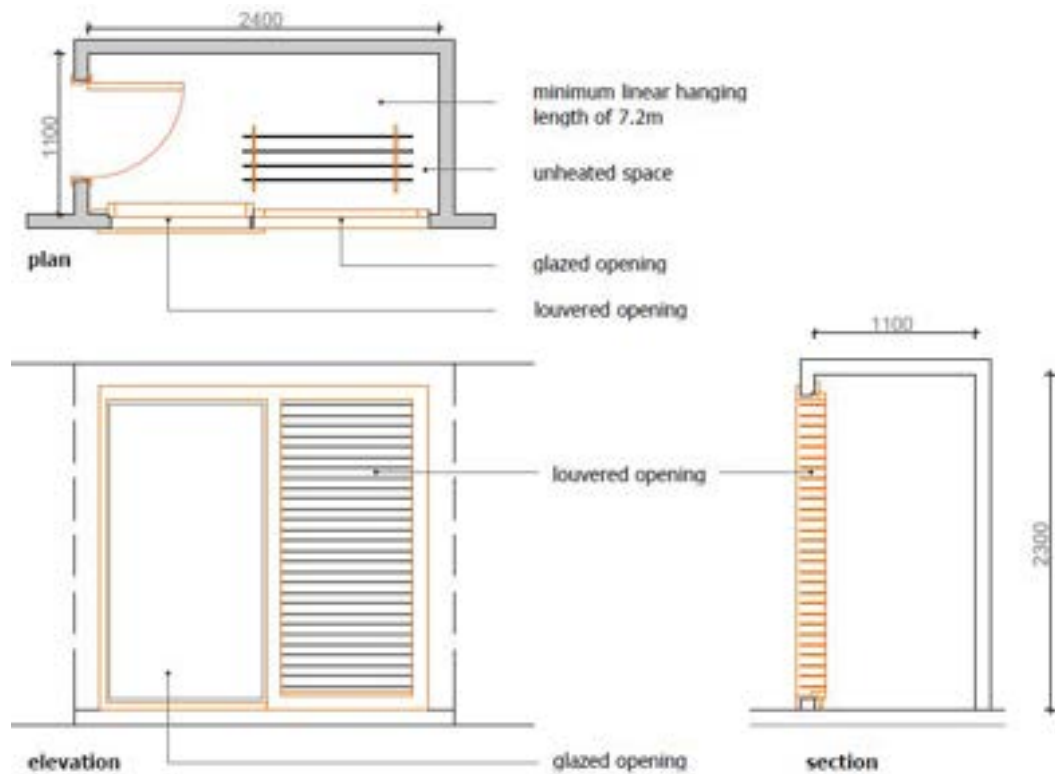 2400
minimum linear hanging
length of 7.2m
1100
unheated space
plan
glazed opening
louvered opening
1100
louvered opening
2300
elevation
glazed opening
section